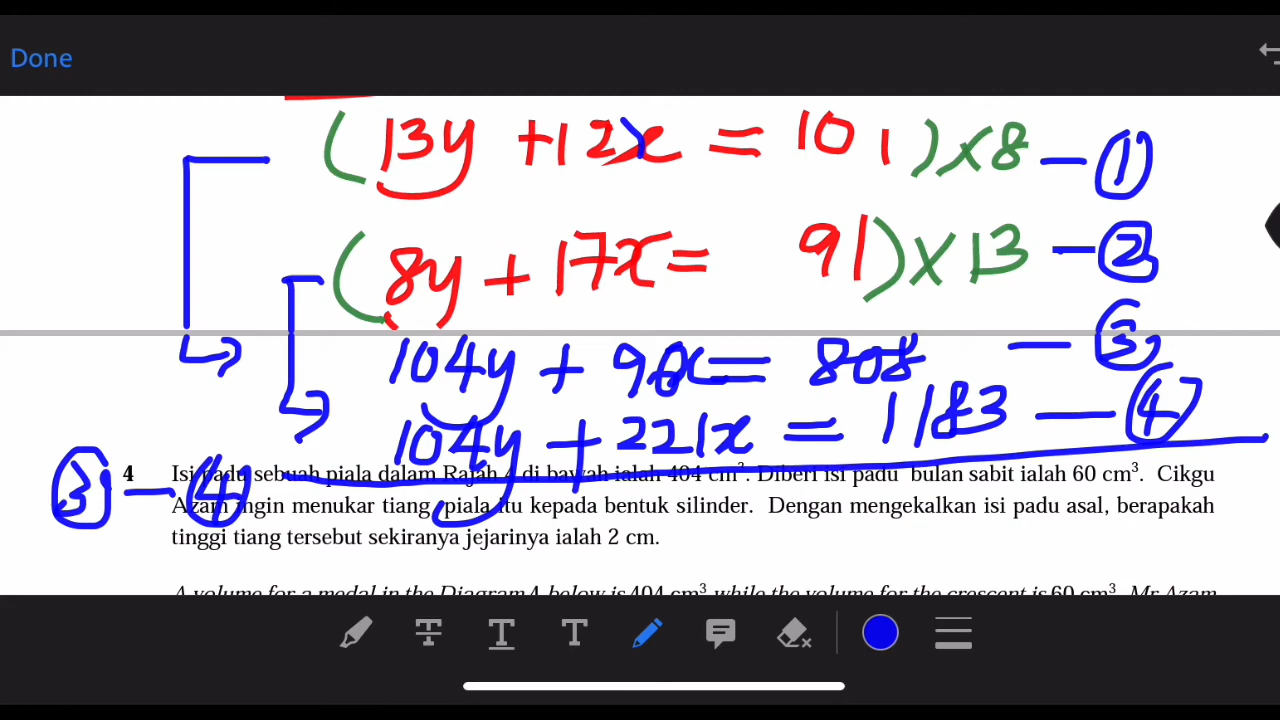 Done
( 13y + 12x = 101 ) x 8 — ①
( 8y + 17x = 91 ) x 13 — ②
104y + 96x = 808 — ③
104y + 221x = 1183 — ④
③ — ④
4 Isi padu sebuah piala dalam Rajah 4 di bawah ialah 404 cm³. Diberi isi padu bulan sabit ialah 60 cm³. Cikgu
Azam ingin menukar tiang piala itu kepada bentuk silinder. Dengan mengekalkan isi padu asal, berapakah
tinggi tiang tersebut sekiranya jejarinya ialah 2 cm.
A volume for a medal in the Diagram 4 below is 404 cm³ while the volume for the crescent is 60 cm³. Mr Azam